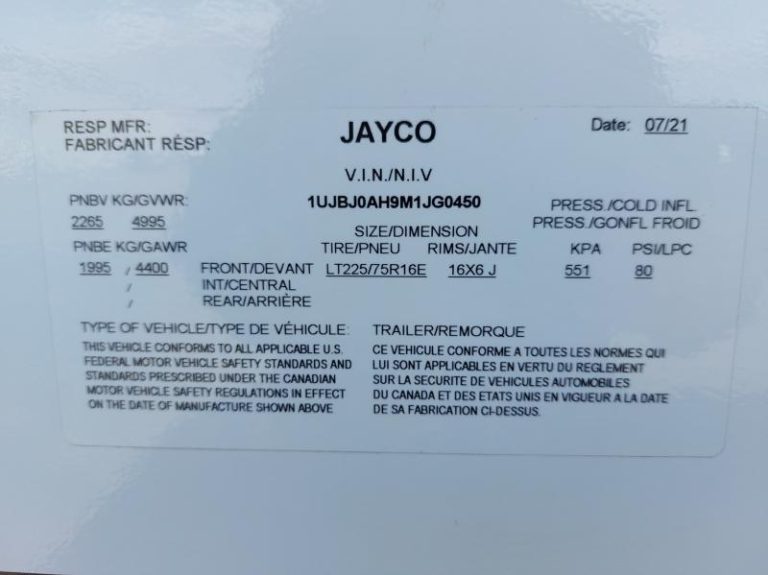 RESP MFR:
FABRICANT RÉSP:
JAYCO
Date: 07/21
V.I.N./N.I.V
1UJBJ0AH9M1JG0450
PNBV KG/GVWR:
2265 4995
PRESS./COLD INFL.
PRESS./GONFL FROID
SIZE/DIMENSION
PNBE KG/GAWR TIRE/PNEU RIMS/JANTE KPA PSI/LPC
1995 / 4400 FRONT/DEVANT LT225/75R16E 16X6 J 551 80
/ INT/CENTRAL
/ REAR/ARRIÈRE
TYPE OF VEHICLE/TYPE DE VÉHICULE: TRAILER/REMORQUE
THIS VEHICLE CONFORMS TO ALL APPLICABLE U.S.
FEDERAL MOTOR VEHICLE SAFETY STANDARDS AND
STANDARDS PRESCRIBED UNDER THE CANADIAN
MOTOR VEHICLE SAFETY REGULATIONS IN EFFECT
ON THE DATE OF MANUFACTURE SHOWN ABOVE
CE VEHICULE CONFORME A TOUTES LES NORMES QUI
LUI SONT APPLICABLES EN VERTU DU REGLEMENT
SUR LA SECURITE DE VEHICULES AUTOMOBILES
DU CANADA ET DES ETATS UNIS EN VIGUEUR A LA DATE
DE SA FABRICATION CI-DESSUS.